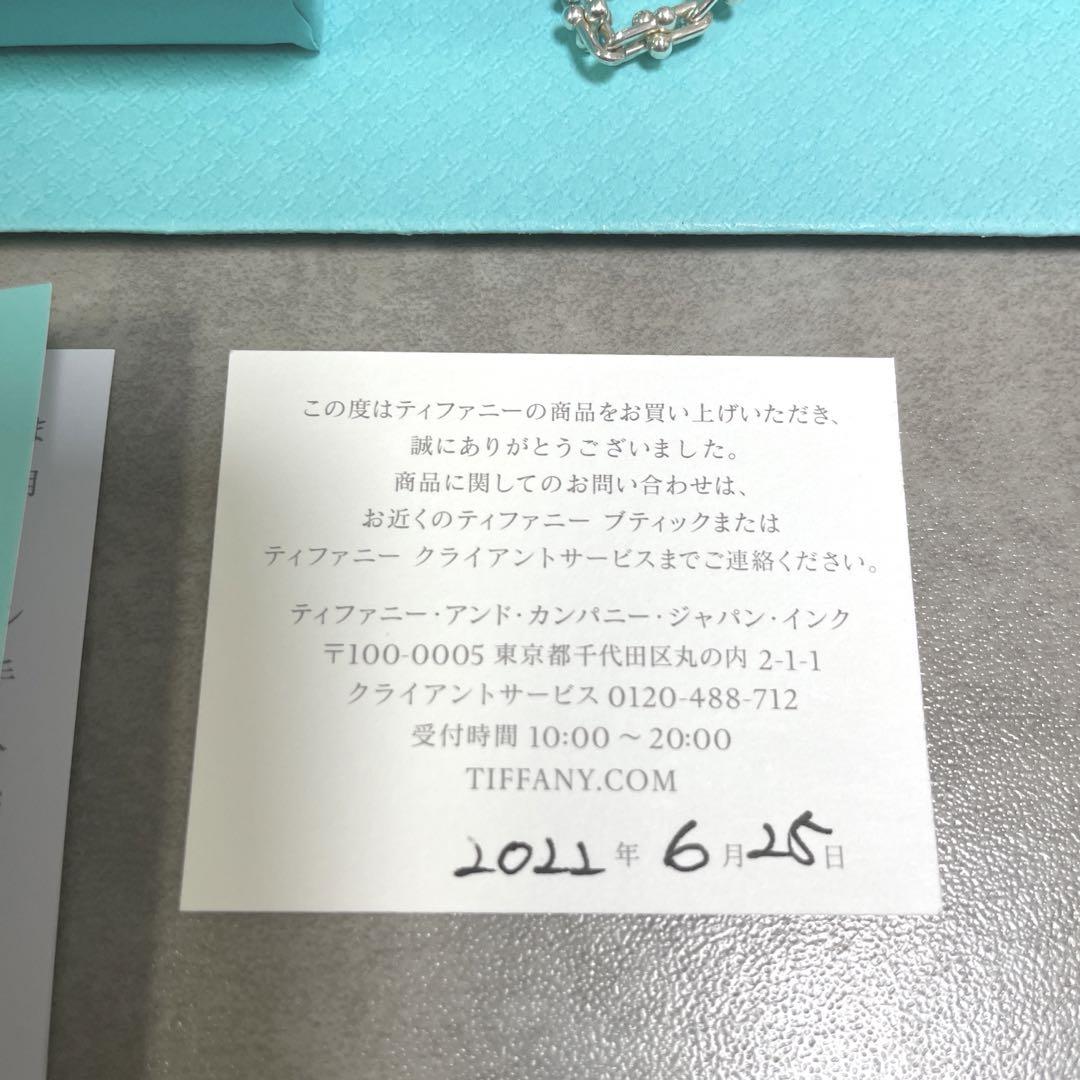 この度はティファニーの商品をお買い上げいただき、
誠にありがとうございました。
商品に関してのお問い合わせは、
お近くのティファニー ブティックまたは
ティファニー クライアントサービスまでご連絡ください。
ティファニー・アンド・カンパニー・ジャパン・インク
〒100-0005 東京都千代田区丸の内 2-1-1
クライアントサービス 0120-488-712
受付時間 10:00 ~ 20:00
TIFFANY.COM
2022年 6月25日